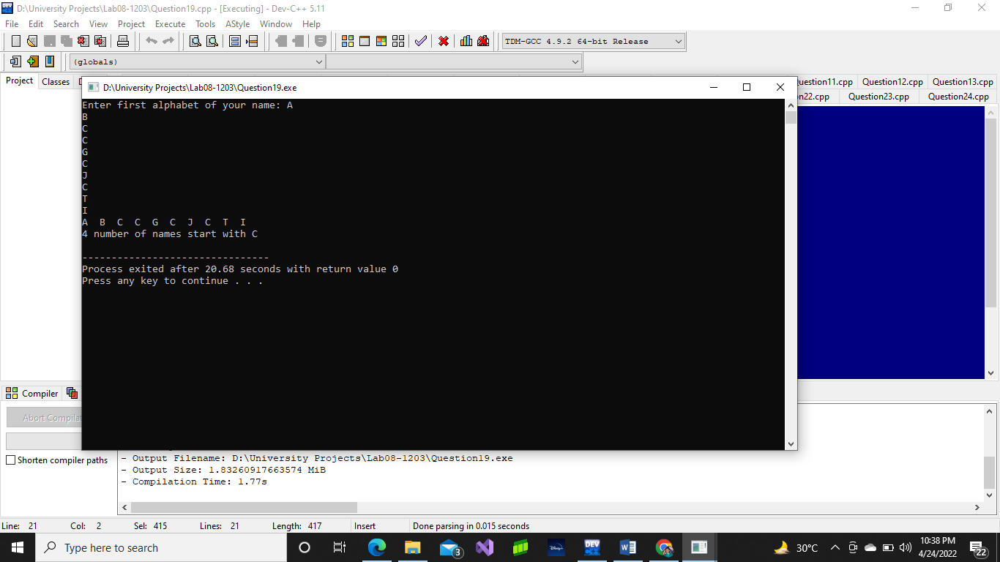 D:\University Projects\Lab08-1203\Question19.cpp - [Executing] - Dev-C++ 5.11
File Edit Search View Project Execute Tools AStyle Window Help
TDM-GCC 4.9.2 64-bit Release
(globals)
Project Classes
Question12.cpp Question13.cpp
Question23.cpp Question24.cpp
D:\University Projects\Lab08-1203\Question19.exe
Enter first alphabet of your name: A
B
C
C
G
C
J
C
T
I
A B C C G C J C T I
4 number of names start with C
--------------------------------
Process exited after 20.68 seconds with return value 0
Press any key to continue . . .
Compiler
Abort
Shorten compiler paths
- Output Filename: D:\University Projects\Lab08-1203\Question19.exe
- Output Size: 1.83260917663574 MiB
- Compilation Time: 1.77s
Line: 21 Col: 2 Sel: 415 Lines: 21 Length: 417 Insert Done parsing in 0.015 seconds
Type here to search
3
DEV
30°C
10:38 PM
4/24/2022
22